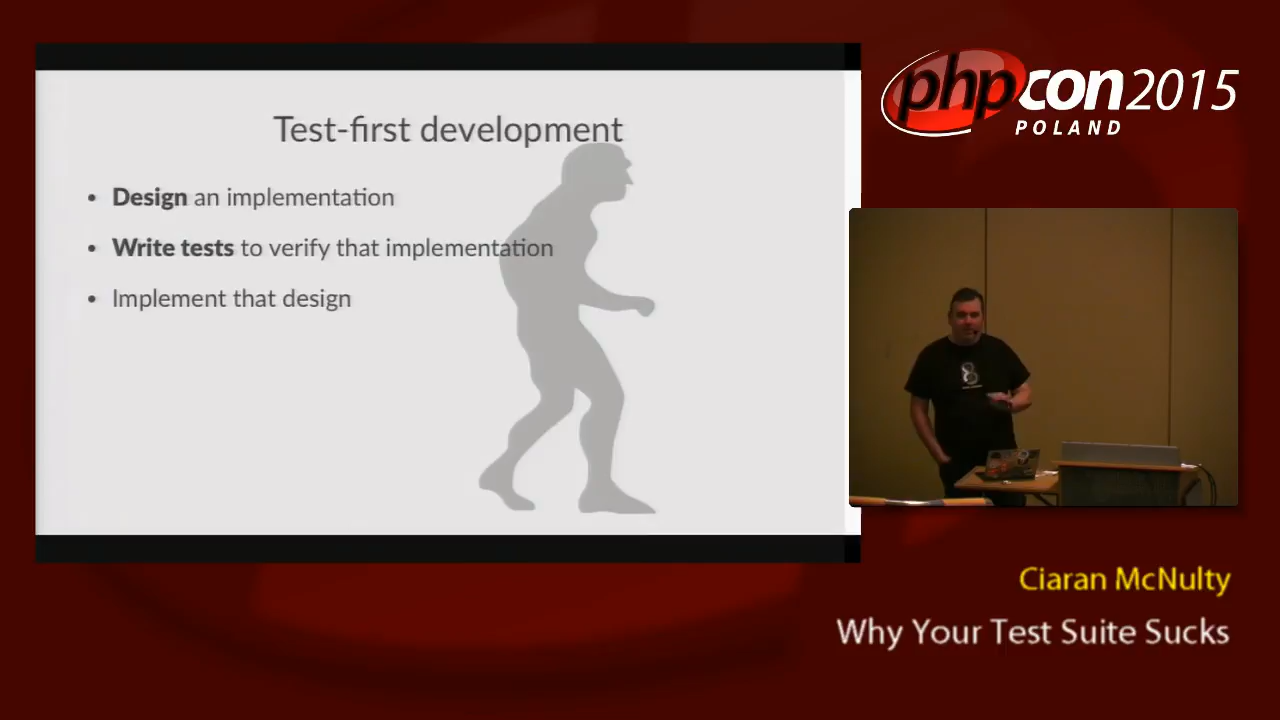 Test-first development
• Design an implementation
• Write tests to verify that implementation
• Implement that design
phpcon2015
POLAND
Ciaran McNulty
Why Your Test Suite Sucks